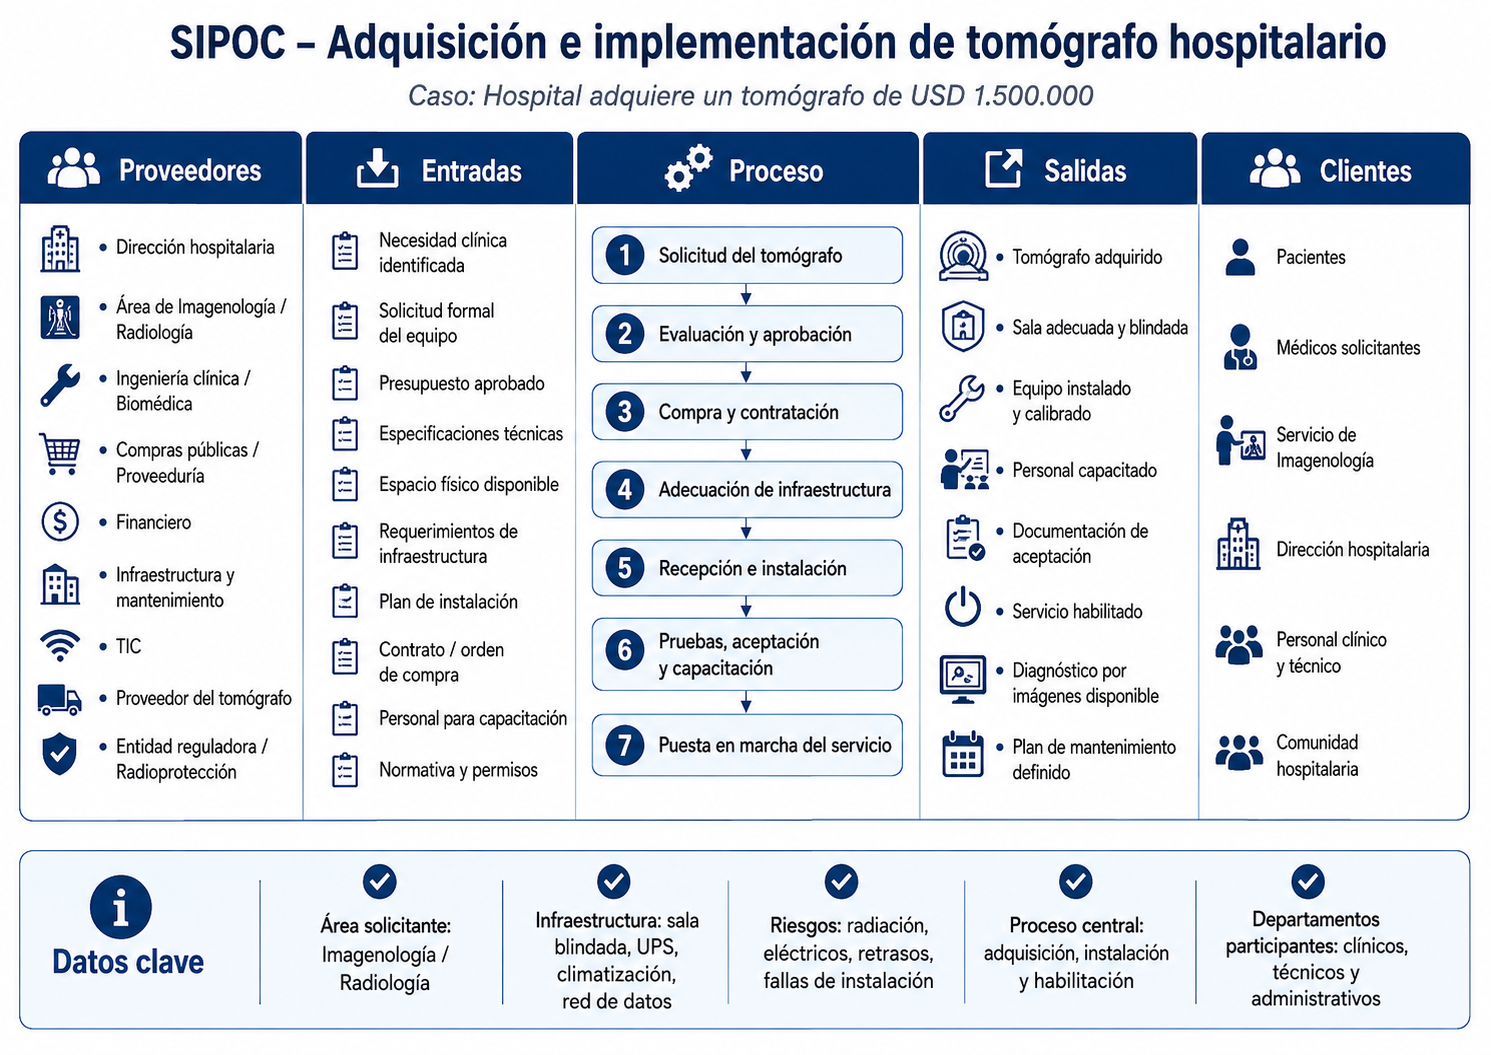 SIPOC – Adquisición e implementación de tomógrafo hospitalario
Caso: Hospital adquiere un tomógrafo de USD 1.500.000
Proveedores
• Dirección hospitalaria
• Área de Imagenología /
Radiología
• Ingeniería clínica /
Biomédica
• Compras públicas /
Proveeduría
$
• Financiero
• Infraestructura y
mantenimiento
• TIC
• Proveedor del tomógrafo
• Entidad reguladora /
Radioprotección
Entradas
Necesidad clínica
identificada
Solicitud formal
del equipo
Presupuesto aprobado
Especificaciones técnicas
Espacio físico disponible
Requerimientos de
infraestructura
Plan de instalación
Contrato / orden
de compra
Personal para capacitación
Normativa y permisos
Proceso
1 Solicitud del tomógrafo
2 Evaluación y aprobación
3 Compra y contratación
4 Adecuación de infraestructura
5 Recepción e instalación
6 Pruebas, aceptación
y capacitación
7 Puesta en marcha del servicio
Salidas
• Tomógrafo adquirido
• Sala adecuada y blindada
• Equipo instalado
y calibrado
• Personal capacitado
• Documentación de
aceptación
• Servicio habilitado
• Diagnóstico por
imágenes disponible
• Plan de mantenimiento
definido
Clientes
Pacientes
Médicos solicitantes
Servicio de
Imagenología
Dirección hospitalaria
Personal clínico
y técnico
Comunidad
hospitalaria
i
Datos clave
Área solicitante:
Imagenología /
Radiología
Infraestructura: sala
blindada, UPS,
climatización,
red de datos
Riesgos: radiación,
eléctricos, retrasos,
fallas de instalación
Proceso central:
adquisición, instalación
y habilitación
Departamentos
participantes: clínicos,
técnicos y
administrativos